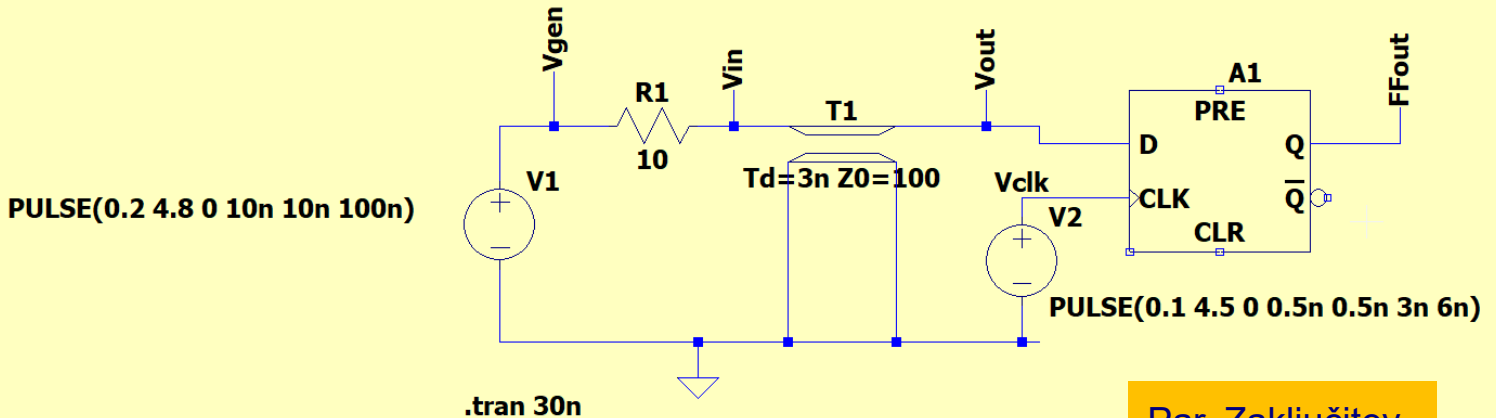 Vgen
Vin
Vout
FFout
R1
10
T1
Td=3n Z0=100
A1
PRE
D
Q
CLK
Q
CLR
V1
PULSE(0.2 4.8 0 10n 10n 100n)
Vclk
V2
PULSE(0.1 4.5 0 0.5n 0.5n 3n 6n)
.tran 30n